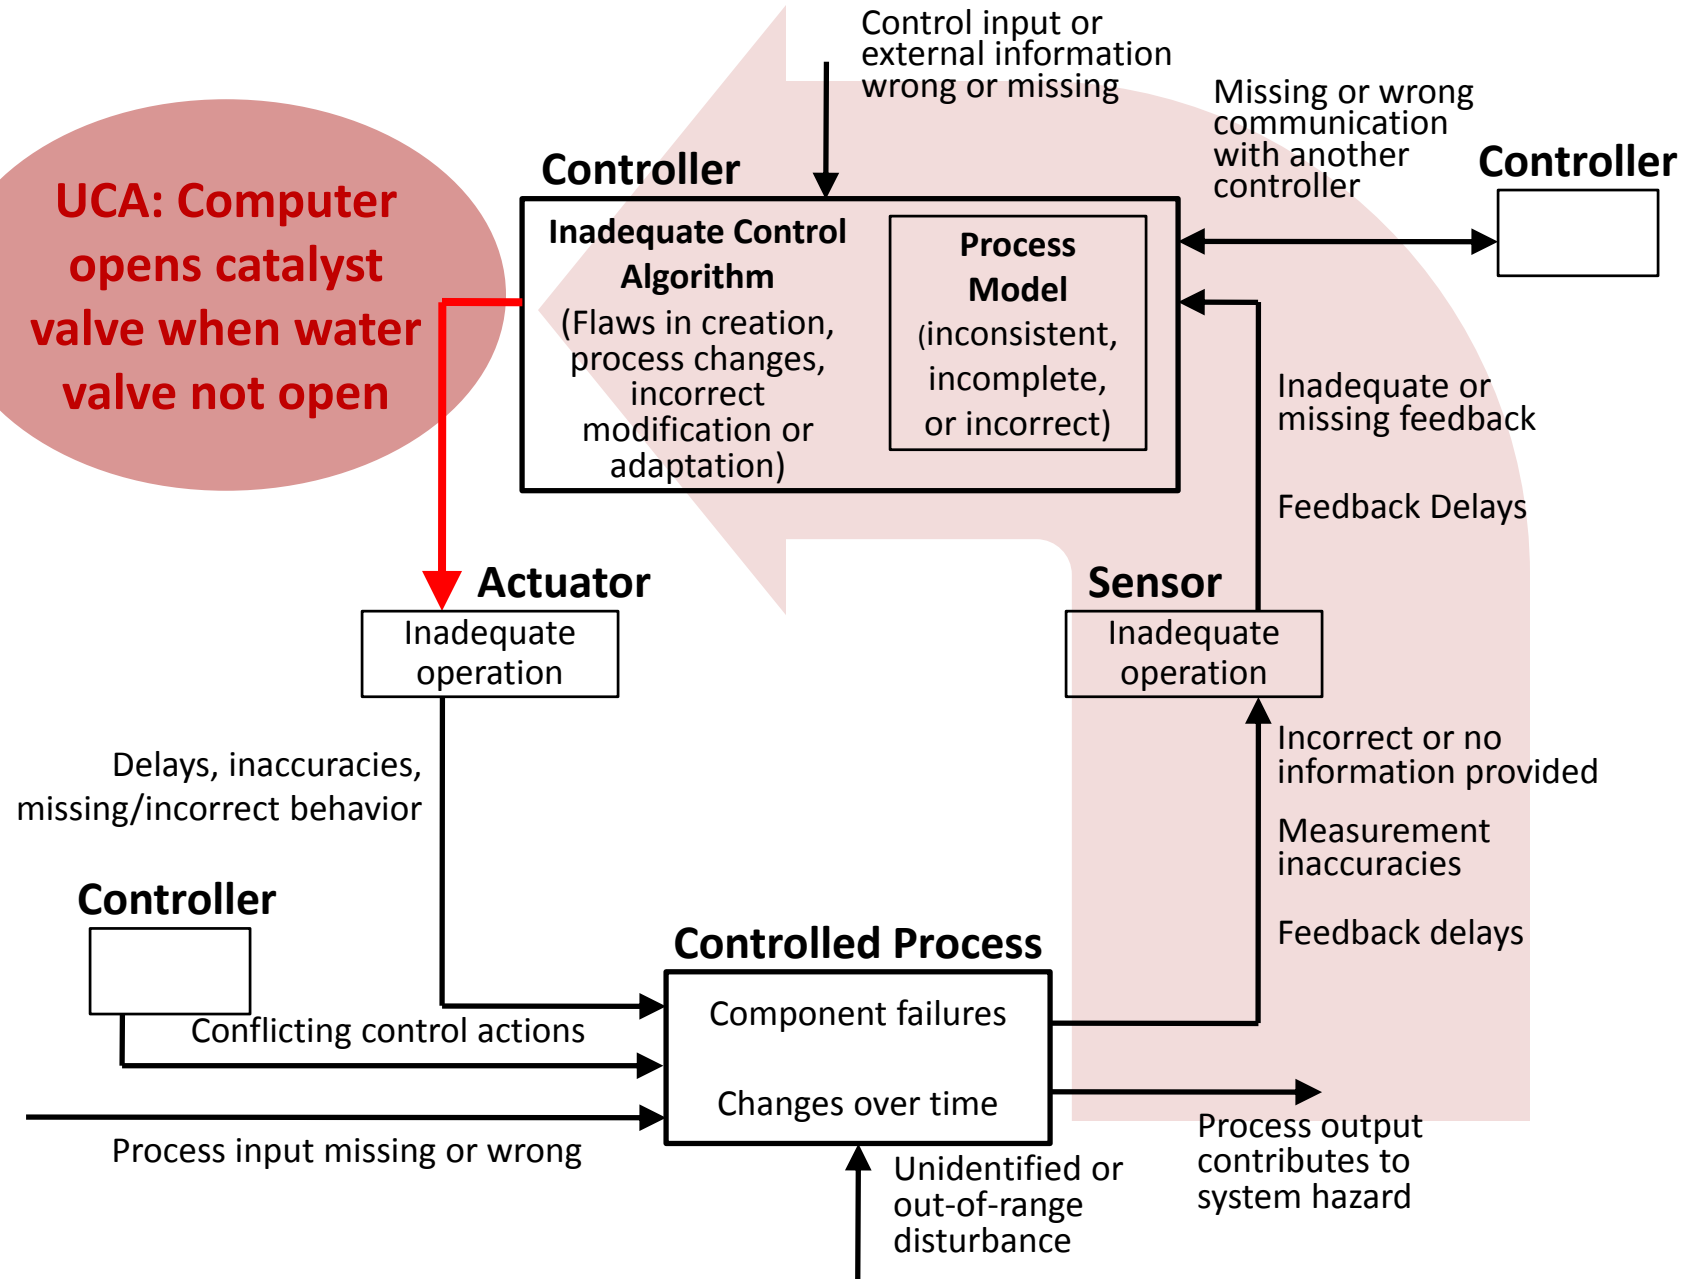 Control input or
external information
wrong or missing
Missing or wrong
communication
with another
controller
Controller
Controller
UCA: Computer
opens catalyst
valve when water
valve not open
Inadequate Control
Algorithm
(Flaws in creation,
process changes,
incorrect
modification or
adaptation)
Process
Model
(inconsistent,
incomplete,
or incorrect)
Inadequate or
missing feedback
Feedback Delays
Actuator
Inadequate
operation
Sensor
Inadequate
operation
Delays, inaccuracies,
missing/incorrect behavior
Incorrect or no
information provided
Measurement
inaccuracies
Feedback delays
Controller
Controlled Process
Component failures
Changes over time
Conflicting control actions
Process input missing or wrong
Unidentified or
out-of-range
disturbance
Process output
contributes to
system hazard